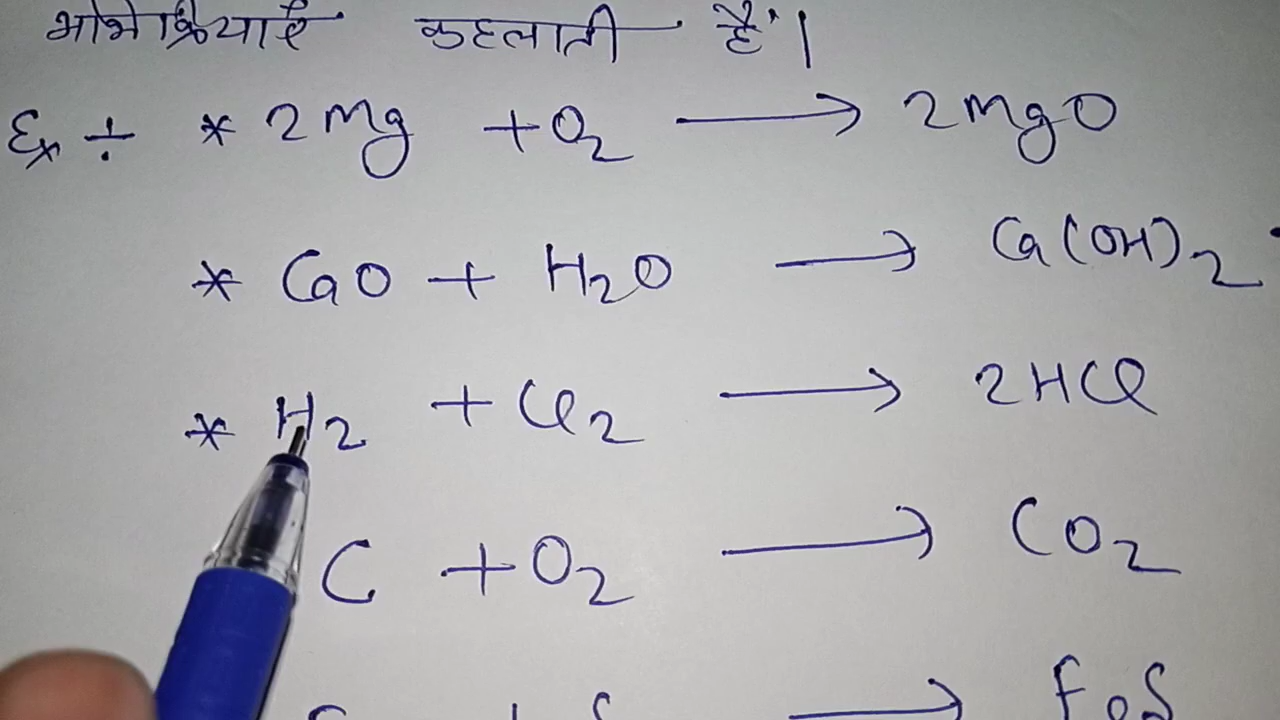 अभिक्रियाएँ कहलाती हैं।
Ex ÷ * 2Mg + O₂ → 2MgO
* CaO + H₂O → Ca(OH)₂
* H₂ + Cl₂ → 2HCl
C + O₂ → CO₂
+ → FeS